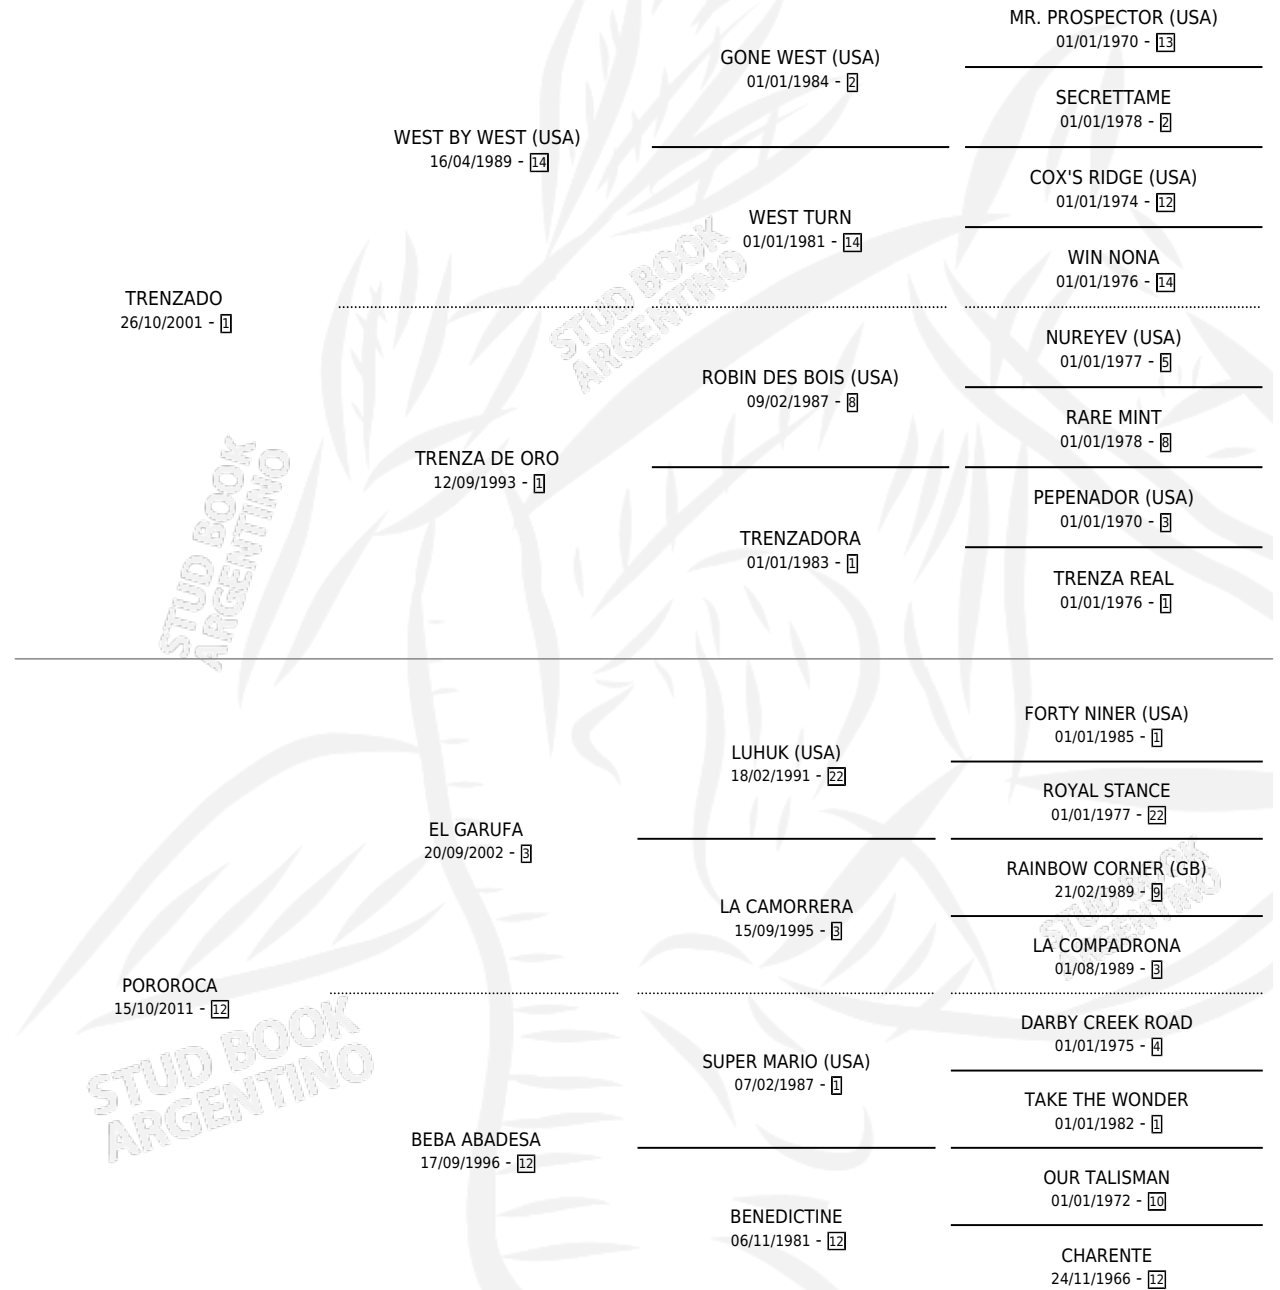 MR. PROSPECTOR (USA)
01/01/1970 - 13
GONE WEST (USA)
01/01/1984 - 2
SECRETTAME
01/01/1978 - 2
WEST BY WEST (USA)
16/04/1989 - 14
COX'S RIDGE (USA)
01/01/1974 - 12
WEST TURN
01/01/1981 - 14
WIN NONA
01/01/1976 - 14
TRENZADO
26/10/2001 - 1
NUREYEV (USA)
01/01/1977 - 5
ROBIN DES BOIS (USA)
09/02/1987 - 8
RARE MINT
01/01/1978 - 8
TRENZA DE ORO
12/09/1993 - 1
PEPENADOR (USA)
01/01/1970 - 3
TRENZADORA
01/01/1983 - 1
TRENZA REAL
01/01/1976 - 1
FORTY NINER (USA)
01/01/1985 - 1
LUHUK (USA)
18/02/1991 - 22
ROYAL STANCE
01/01/1977 - 22
EL GARUFA
20/09/2002 - 3
RAINBOW CORNER (GB)
21/02/1989 - 9
LA CAMORRERA
15/09/1995 - 3
LA COMPADRONA
01/08/1989 - 3
POROROCA
15/10/2011 - 12
DARBY CREEK ROAD
01/01/1975 - 4
SUPER MARIO (USA)
07/02/1987 - 1
TAKE THE WONDER
01/01/1982 - 1
BEBA ABADESA
17/09/1996 - 12
OUR TALISMAN
01/01/1972 - 10
BENEDICTINE
06/11/1981 - 12
CHARENTE
24/11/1966 - 12
STUD BOOK
ARGENTINO
STUD BOOK
ARGENTINO
STUD BOOK
ARGENTINO
STUD BOOK
ARGENTINO